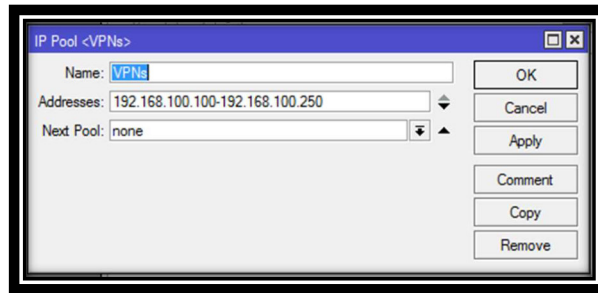 IP Pool <VPNs>
Name: VPNs
OK
Addresses: 192.168.100.100-192.168.100.250
Cancel
Next Pool: none
Apply
Comment
Copy
Remove